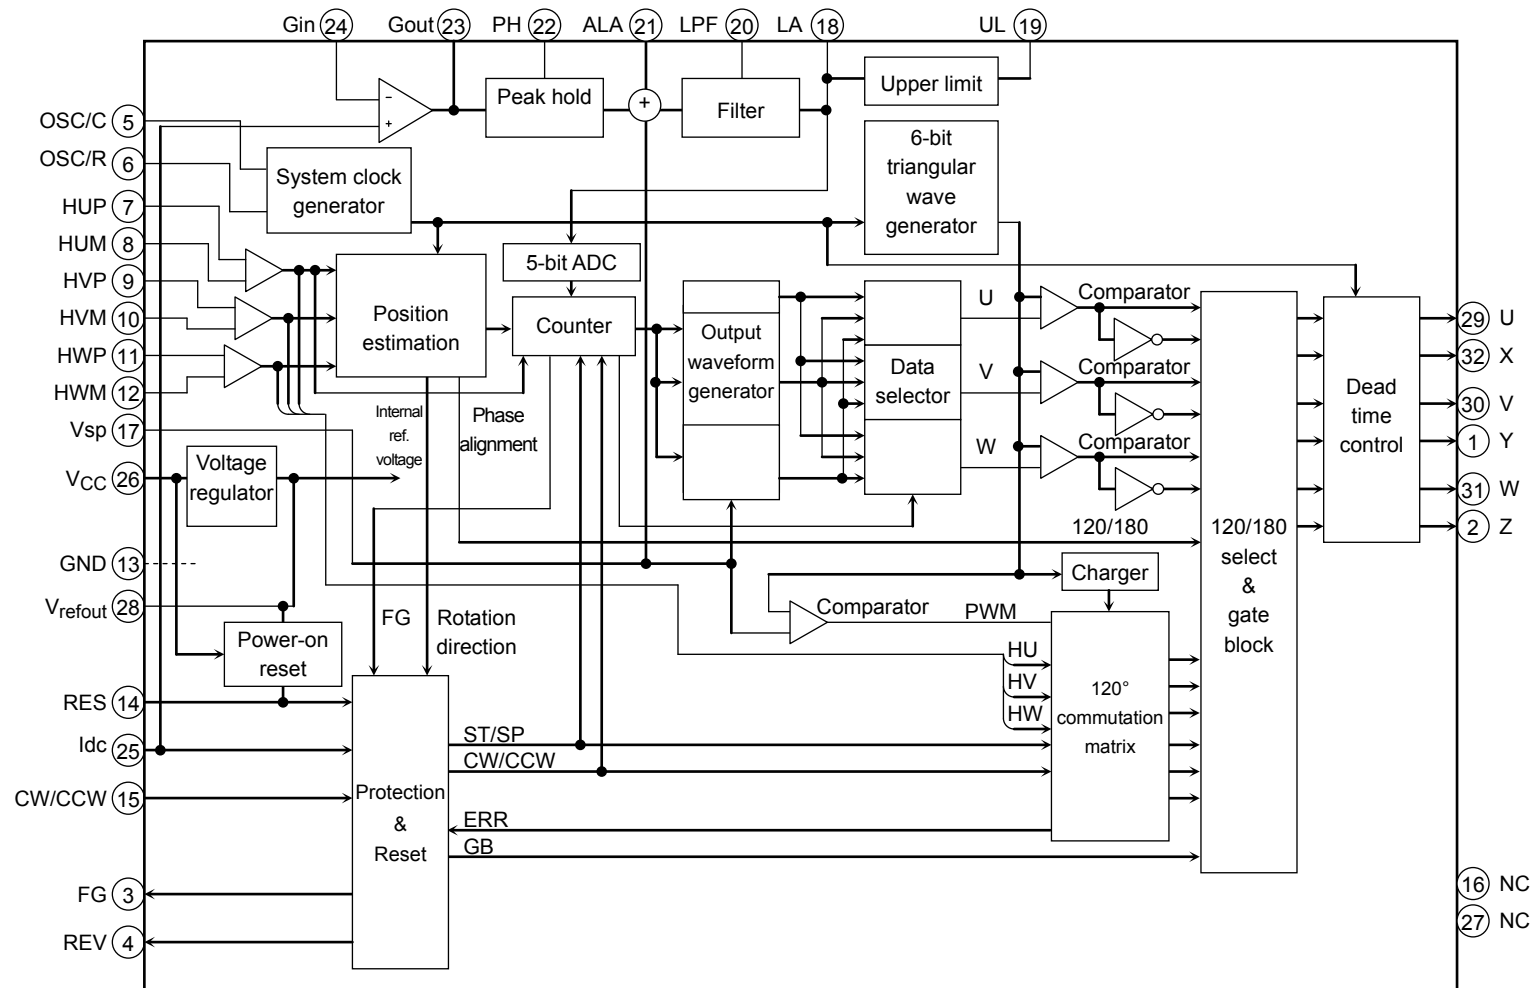 Gin 24
Gout 23
PH 22
ALA 21
LPF 20
LA 18
UL 19
OSC/C 5
OSC/R 6
HUP 7
HUM 8
HVP 9
HVM 10
HWP 11
HWM 12
Vsp 17
VCC 26
GND 13
Vrefout 28
RES 14
Idc 25
CW/CCW 15
FG 3
REV 4
−
+
Peak hold
+
Filter
Upper limit
System clock
generator
6-bit
triangular
wave
generator
5-bit ADC
Position
estimation
Counter
Output
waveform
generator
Data
selector
U
V
W
Comparator
Comparator
Comparator
Internal
ref.
voltage
Phase
alignment
Voltage
regulator
120/180
120/180
select
&
gate
block
Dead
time
control
29 U
32 X
30 V
1 Y
31 W
2 Z
Charger
Comparator
PWM
FG
Rotation
direction
Power-on
reset
HU
HV
HW
120°
commutation
matrix
ST/SP
CW/CCW
Protection
&
Reset
ERR
GB
16 NC
27 NC